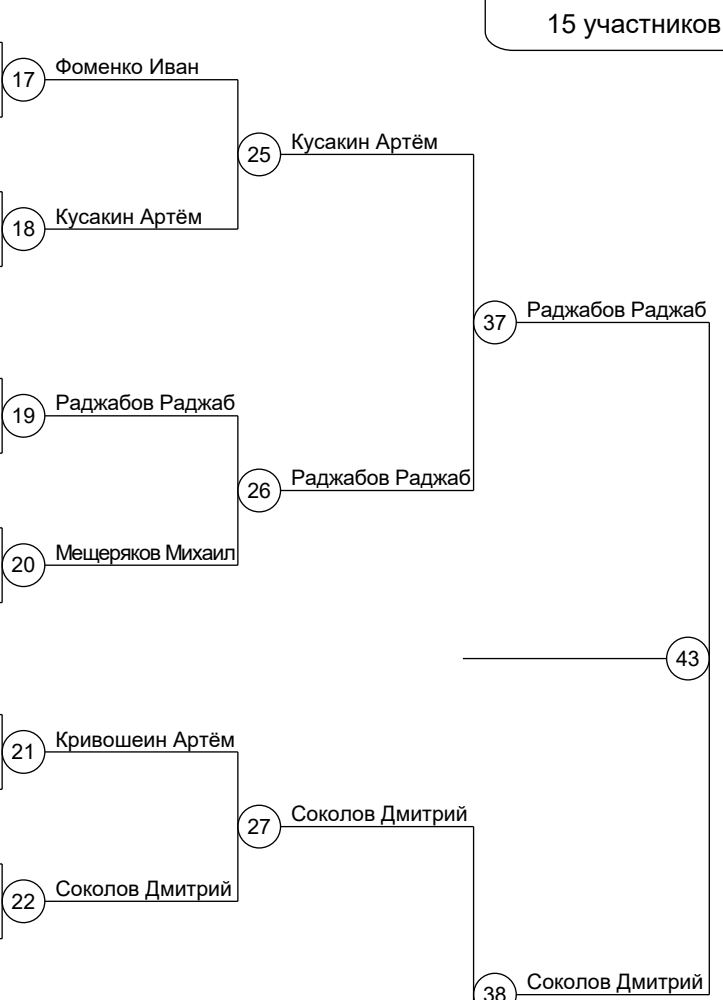 15 участников
17 Фоменко Иван
25 Кусакин Артём
18 Кусакин Артём
37 Раджабов Раджаб
19 Раджабов Раджаб
26 Раджабов Раджаб
20 Мещеряков Михаил
43
21 Кривошеин Артём
27 Соколов Дмитрий
22 Соколов Дмитрий
38 Соколов Дмитрий